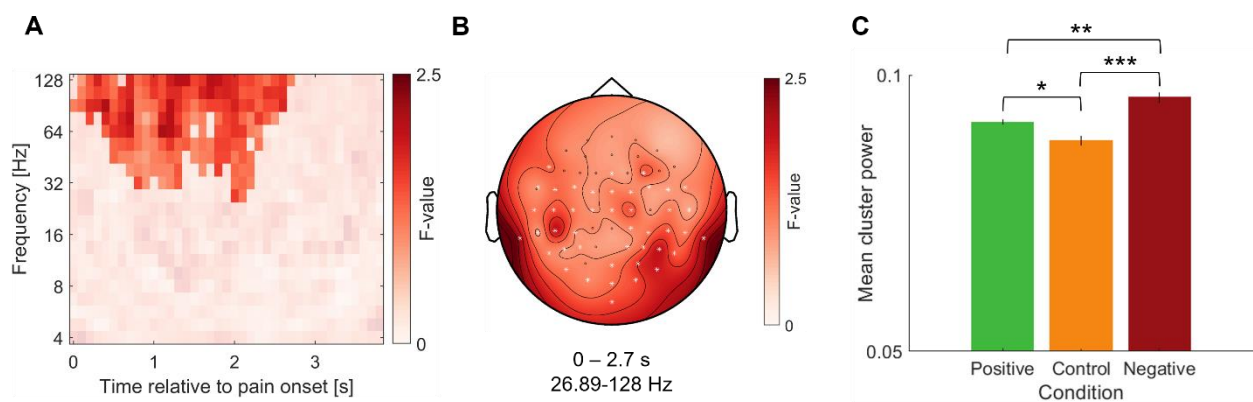 A
Frequency [Hz]
128
64
32
16
8
4
0
1
2
3
Time relative to pain onset [s]
2.5
F-value
0
B
2.5
F-value
0
0 – 2.7 s
26.89-128 Hz
C
**
***
*
Mean cluster power
0.1
0.05
Positive Control Negative
Condition